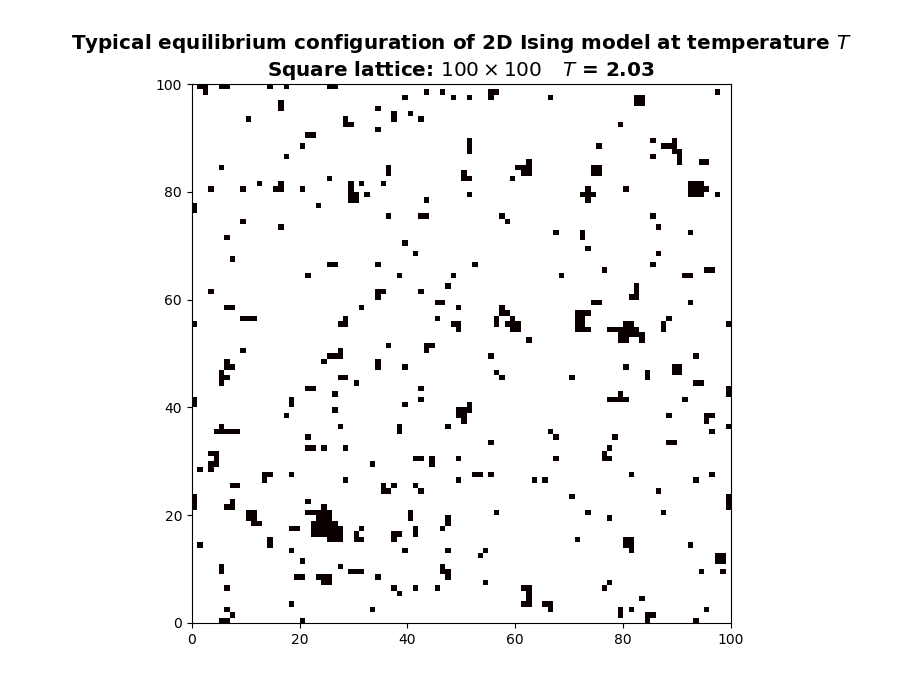 Typical equilibrium configuration of 2D Ising model at temperature T
Square lattice: 100 × 100 T = 2.03
100
80
60
40
20
0
0 20 40 60 80 100